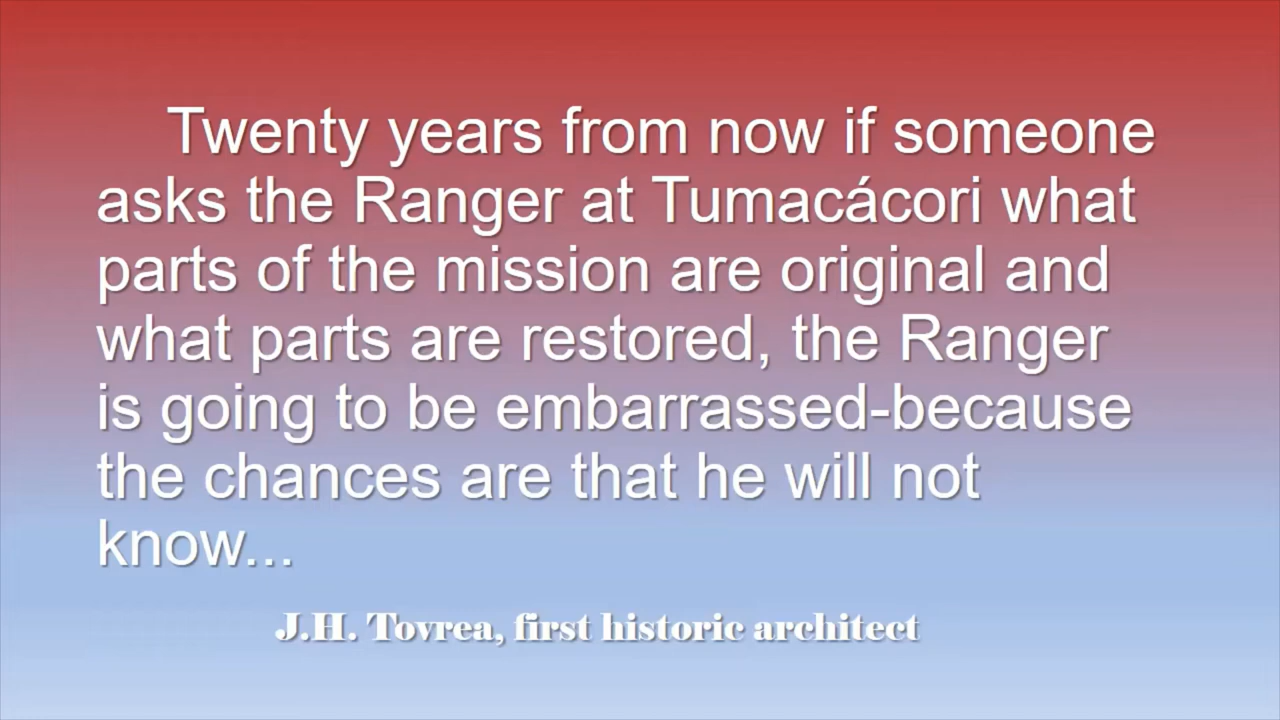 Twenty years from now if someone
asks the Ranger at Tumacácori what
parts of the mission are original and
what parts are restored, the Ranger
is going to be embarrassed-because
the chances are that he will not
know...
J.H. Tovrea, first historic architect